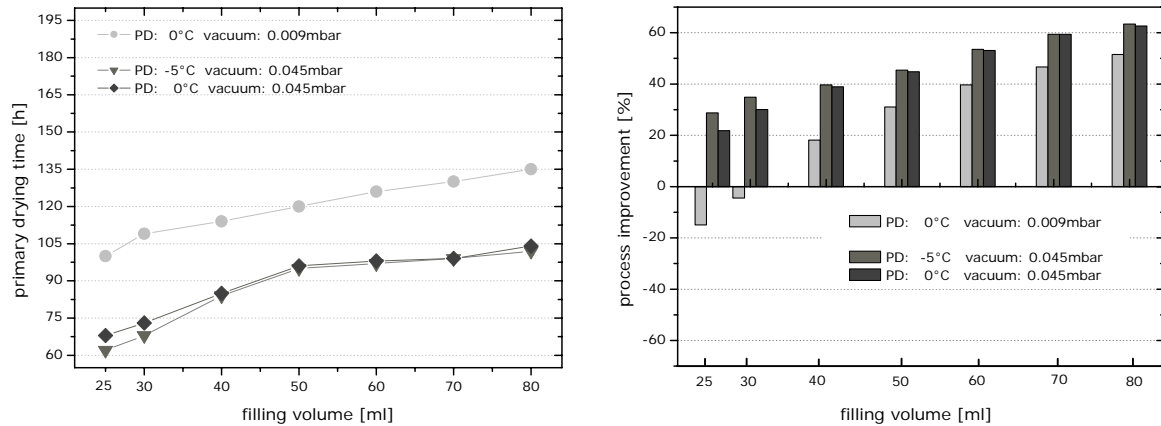 195
180
165
150
135
120
105
90
75
60
primary drying time [h]
PD: 0°C vacuum: 0.009mbar
PD: -5°C vacuum: 0.045mbar
PD: 0°C vacuum: 0.045mbar
25 30 40 50 60 70 80
filling volume [ml]
60
40
20
0
-20
-40
-60
process improvement [%]
PD: 0°C vacuum: 0.009mbar
PD: -5°C vacuum: 0.045mbar
PD: 0°C vacuum: 0.045mbar
25 30 40 50 60 70 80
filling volume [ml]